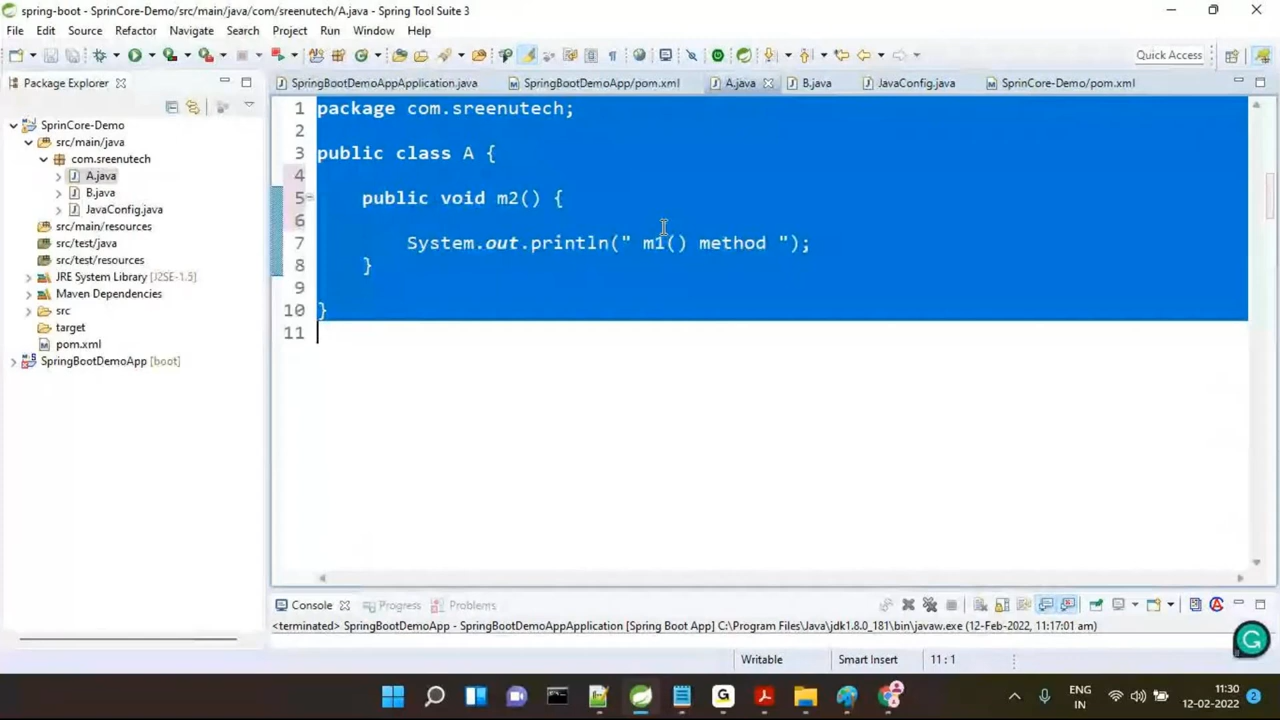 spring-boot - SprinCore-Demo/src/main/java/com/sreenutech/A.java - Spring Tool Suite 3
File Edit Source Refactor Navigate Search Project Run Window Help
Quick Access
Package Explorer
SpringBootDemoAppApplication.java SpringBootDemoApp/pom.xml A.java B.java JavaConfig.java SprinCore-Demo/pom.xml
SprinCore-Demo
src/main/java
com.sreenutech
A.java
B.java
JavaConfig.java
src/main/resources
src/test/java
src/test/resources
JRE System Library [J2SE-1.5]
Maven Dependencies
src
target
pom.xml
SpringBootDemoApp [boot]
1 package com.sreenutech;
2
3 public class A {
4
5 public void m2() {
6
7 System.out.println(" m1() method ");
8 }
9
10 }
11
Console Progress Problems
<terminated> SpringBootDemoApp - SpringBootDemoAppApplication [Spring Boot App] C:\Program Files\Java\jdk1.8.0_181\bin\javaw.exe (12-Feb-2022, 11:17:01 am)
Writable Smart Insert 11 : 1
ENG
IN
11:30
12-02-2022
2